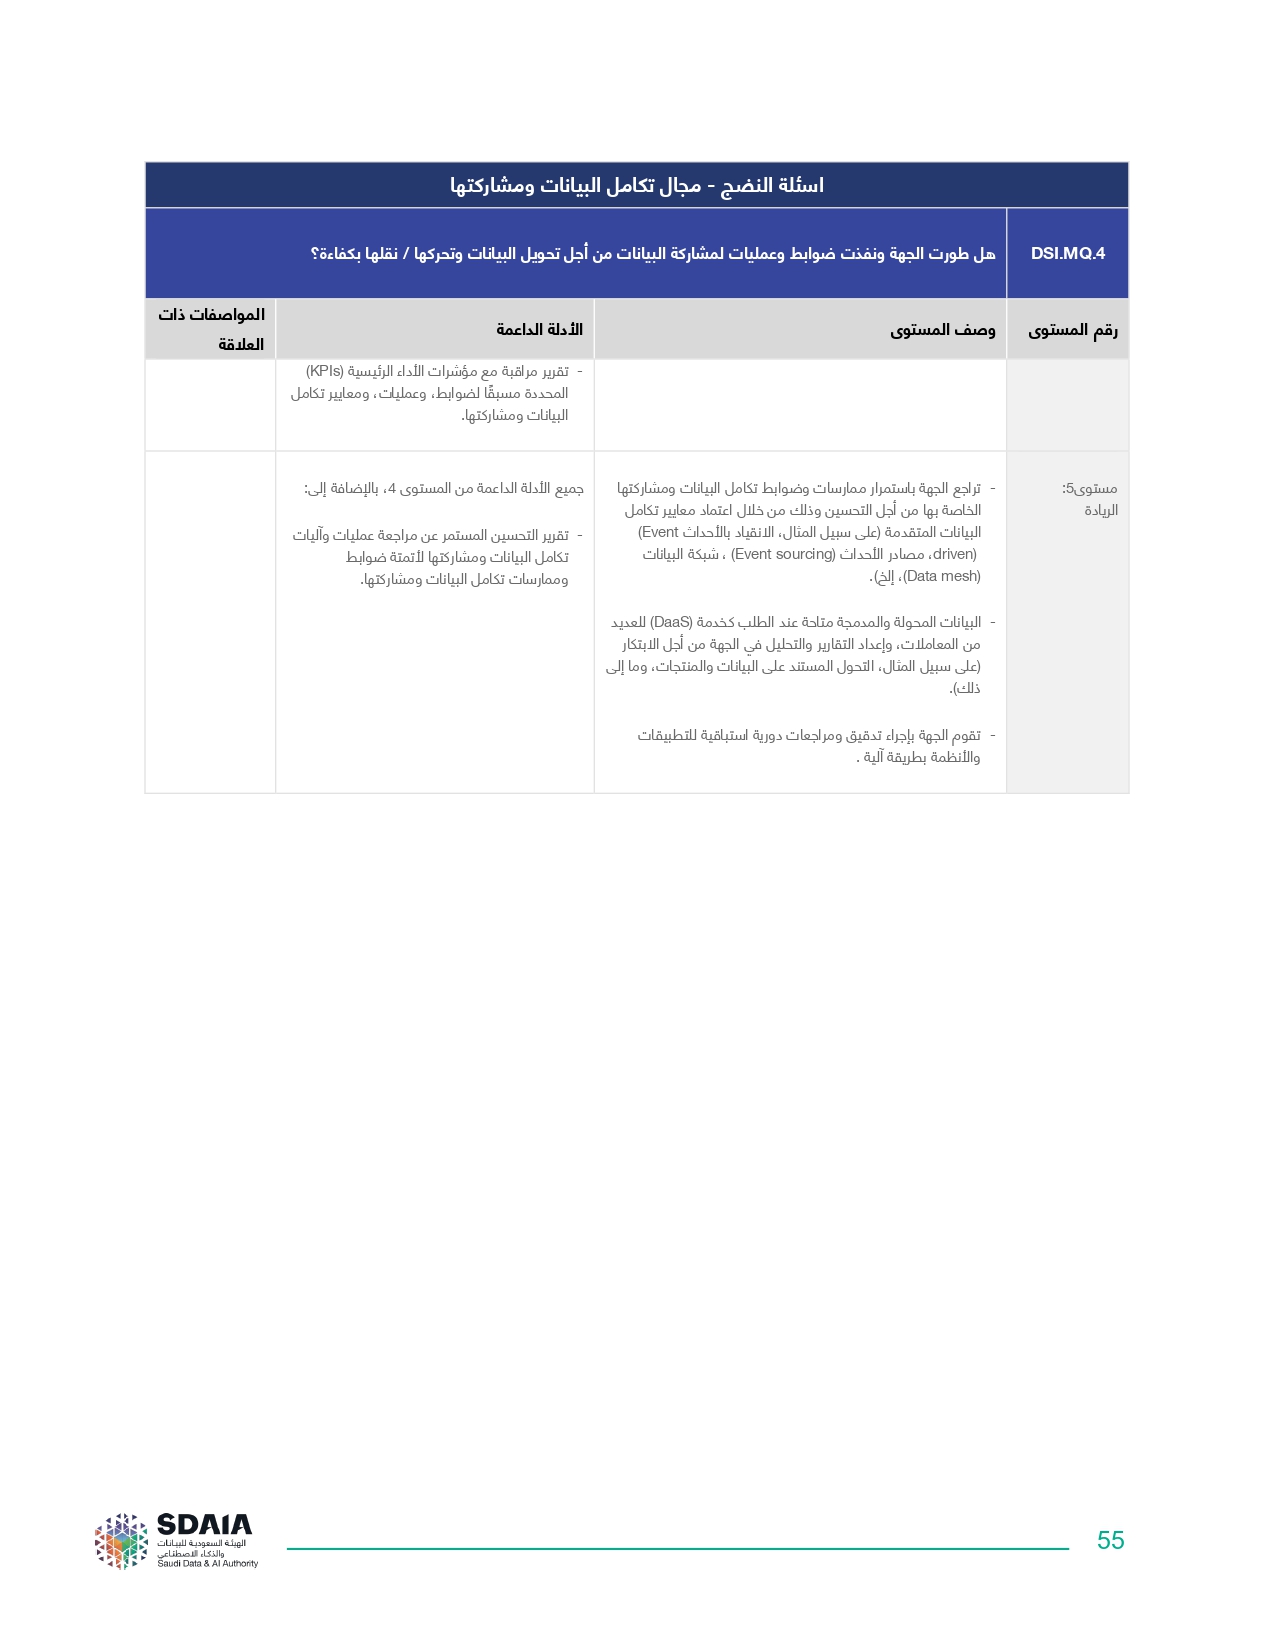 اسئلة النضج - مجال تكامل البيانات ومشاركتها
DSI.MQ.4
هل طورت الجهة ونفذت ضوابط وعمليات لمشاركة البيانات من أجل تحويل البيانات وتحركها / نقلها بكفاءة؟
رقم المستوى
وصف المستوى
الأدلة الداعمة
المواصفات ذات
العلاقة
- تقرير مراقبة مع مؤشرات الأداء الرئيسية (KPIs)
المحددة مسبقًا لضوابط، وعمليات، ومعايير تكامل
البيانات ومشاركتها.
مستوى5:
الريادة
- تراجع الجهة باستمرار ممارسات وضوابط تكامل البيانات ومشاركتها
الخاصة بها من أجل التحسين وذلك من خلال اعتماد معايير تكامل
البيانات المتقدمة (على سبيل المثال، الانقياد بالأحداث Event)
(driven، مصادر الأحداث (Event sourcing) ، شبكة البيانات
(Data mesh)، إلخ).
- البيانات المحولة والمدمجة متاحة عند الطلب كخدمة (DaaS) للعديد
من المعاملات، وإعداد التقارير والتحليل في الجهة من أجل الابتكار
(على سبيل المثال، التحول المستند على البيانات والمنتجات، وما إلى
ذلك).
- تقوم الجهة بإجراء تدقيق ومراجعات دورية استباقية للتطبيقات
والأنظمة بطريقة آلية .
جميع الأدلة الداعمة من المستوى 4، بالإضافة إلى:
- تقرير التحسين المستمر عن مراجعة عمليات وآليات
تكامل البيانات ومشاركتها لأتمتة ضوابط
وممارسات تكامل البيانات ومشاركتها.
SDAIA
الهيئة السعودية للبيانات
والذكاء الاصطناعي
Saudi Data & AI Authority
55